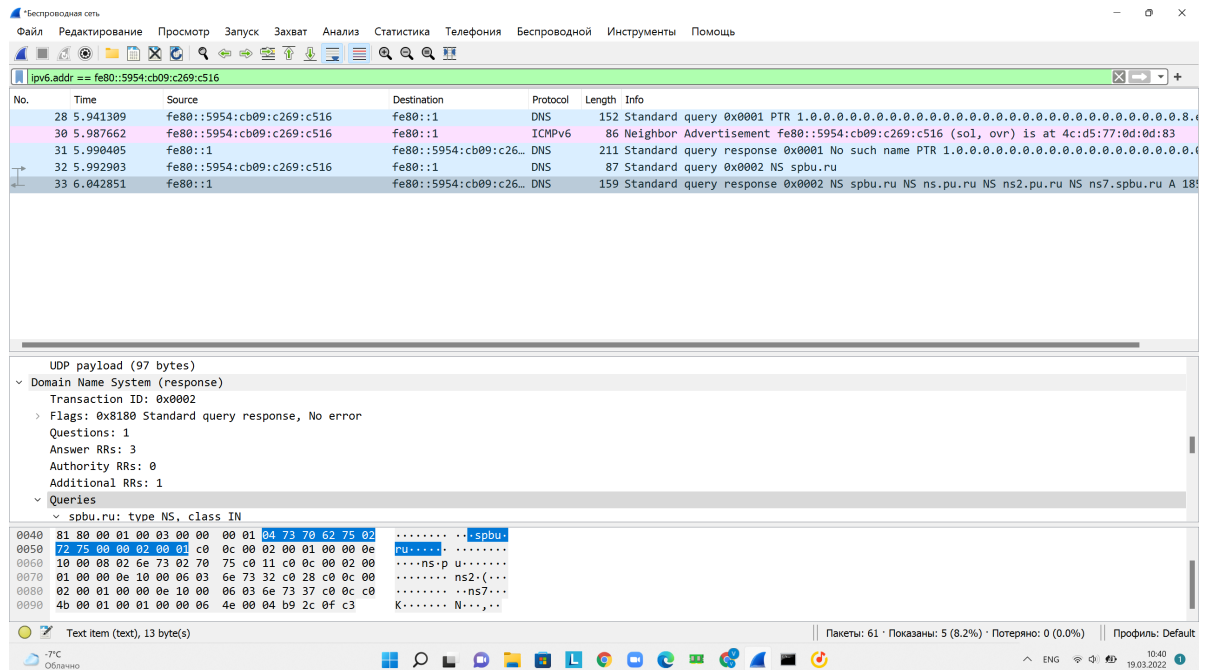 *Беспроводная сеть
Файл Редактирование Просмотр Запуск Захват Анализ Статистика Телефония Беспроводной Инструменты Помощь
ipv6.addr == fe80::5954:cb09:c269:c516
No. Time Source Destination Protocol Length Info
28 5.941309 fe80::5954:cb09:c269:c516 fe80::1 DNS 152 Standard query 0x0001 PTR 1.0.0.0.0.0.0.0.0.0.0.0.0.0.0.0.0.0.0.0.0.0.0.0.0.0.0.0.8.e
30 5.987662 fe80::5954:cb09:c269:c516 fe80::1 ICMPv6 86 Neighbor Advertisement fe80::5954:cb09:c269:c516 (sol, ovr) is at 4c:d5:77:0d:0d:83
31 5.990405 fe80::1 fe80::5954:cb09:c26… DNS 211 Standard query response 0x0001 No such name PTR 1.0.0.0.0.0.0.0.0.0.0.0.0.0.0.0.0.0.0.0.0
32 5.992903 fe80::5954:cb09:c269:c516 fe80::1 DNS 87 Standard query 0x0002 NS spbu.ru
33 6.042851 fe80::1 fe80::5954:cb09:c26… DNS 159 Standard query response 0x0002 NS spbu.ru NS ns.pu.ru NS ns2.pu.ru NS ns7.spbu.ru A 185
UDP payload (97 bytes)
Domain Name System (response)
Transaction ID: 0x0002
Flags: 0x8180 Standard query response, No error
Questions: 1
Answer RRs: 3
Authority RRs: 0
Additional RRs: 1
Queries
spbu.ru: type NS, class IN
0040 81 80 00 01 00 03 00 00 00 01 04 73 70 62 75 02 ········ ···spbu·
0050 72 75 00 00 02 00 01 c0 0c 00 02 00 01 00 00 0e ru······ ········
0060 10 00 08 02 6e 73 02 70 75 c0 11 c0 0c 00 02 00 ····ns·p u·······
0070 01 00 00 0e 10 00 06 03 6e 73 32 c0 28 c0 0c 00 ········ ns2·(···
0080 02 00 01 00 00 0e 10 00 06 03 6e 73 37 c0 0c c0 ········ ··ns7···
0090 4b 00 01 00 01 00 00 06 4e 00 04 b9 2c 0f c3 K······· N···,··
Text item (text), 13 byte(s) Пакеты: 61 · Показаны: 5 (8.2%) · Потеряно: 0 (0.0%) Профиль: Default
-7°C
Облачно
ENG
10:40
19.03.2022
1